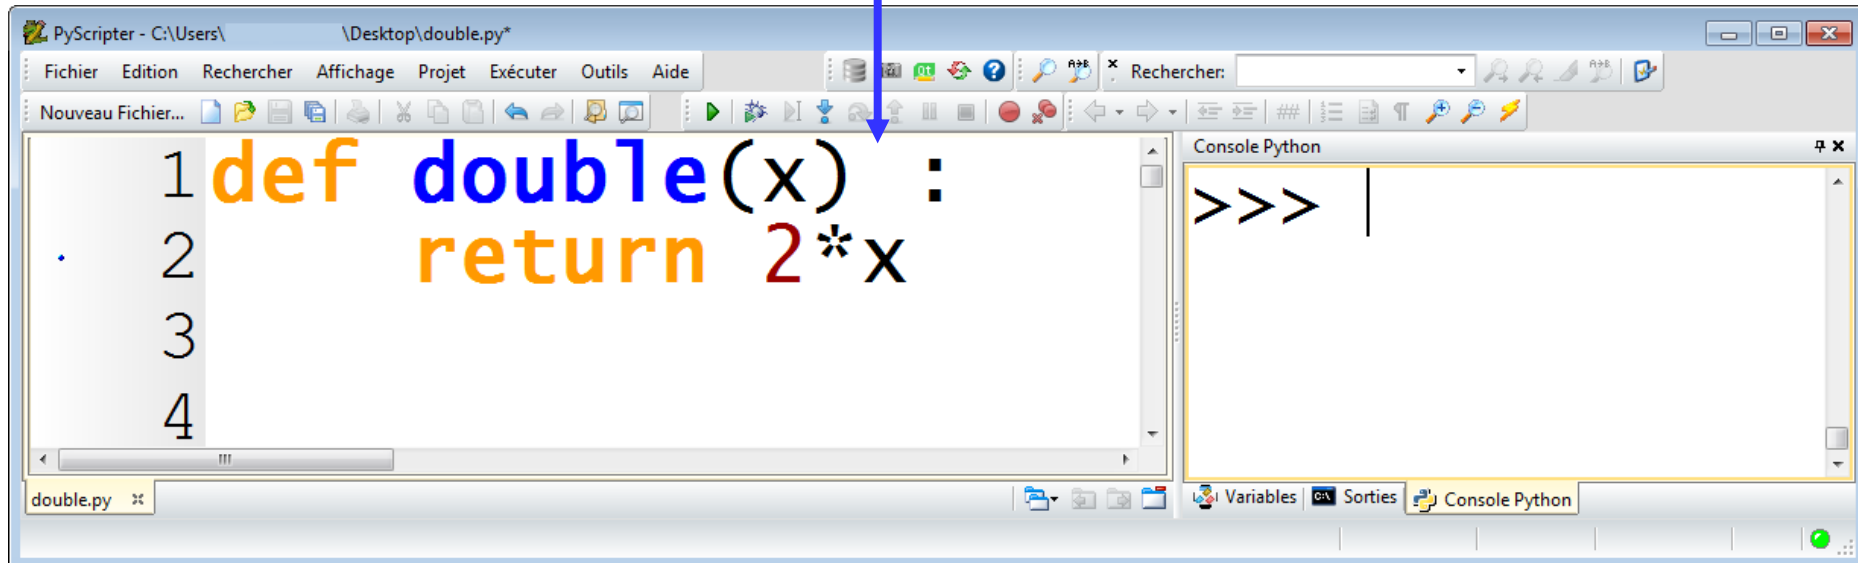 PyScripter - C:\Users\ \Desktop\double.py*
Fichier Edition Rechercher Affichage Projet Exécuter Outils Aide
Rechercher:
Nouveau Fichier...
1 def double(x) :
2 return 2*x
3
4
double.py
Console Python
>>>
Variables Sorties Console Python